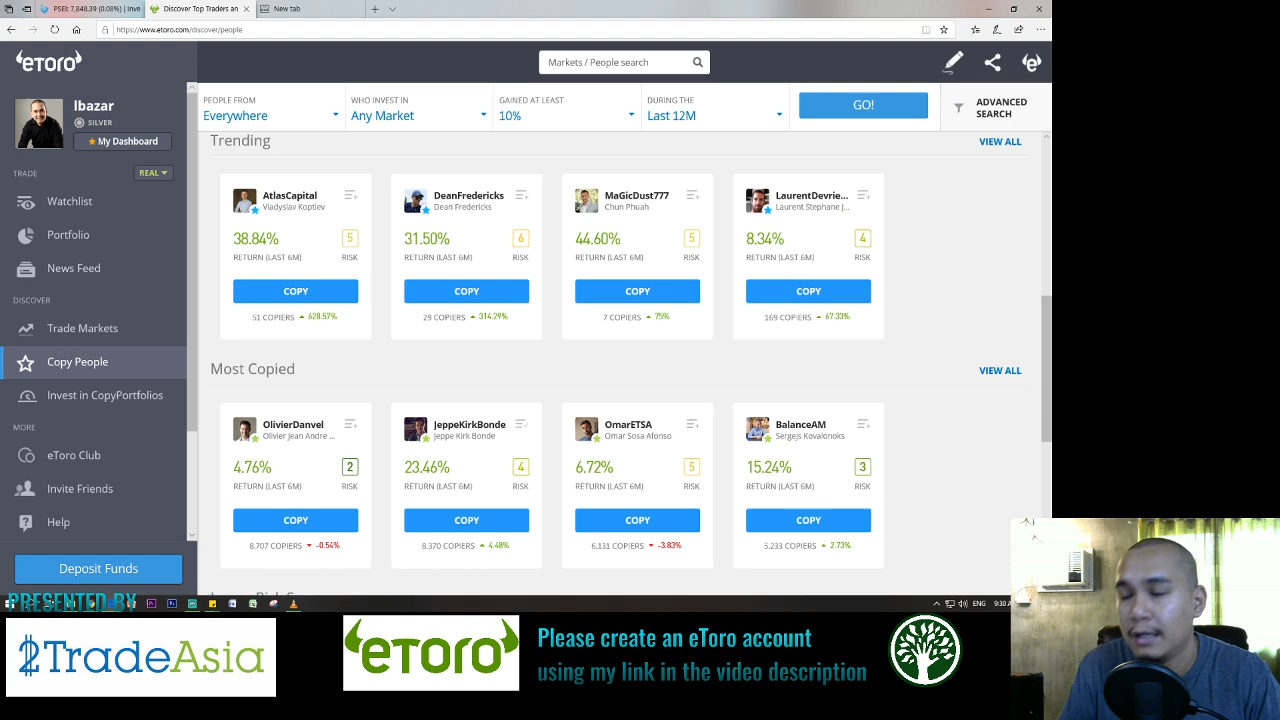 PSEI: 7,848.39 (0.08%) | Inve
Discover Top Traders an
New tab
https://www.etoro.com/discover/people
eToro
Markets / People search
PEOPLE FROM
Everywhere
WHO INVEST IN
Any Market
GAINED AT LEAST
10%
DURING THE
Last 12M
GO!
ADVANCED
SEARCH
lbazar
SILVER
My Dashboard
TRADE
REAL
Watchlist
Portfolio
News Feed
DISCOVER
Trade Markets
Copy People
Invest in CopyPortfolios
MORE
eToro Club
Invite Friends
Help
Deposit Funds
Trending
VIEW ALL
AtlasCapital
Vladyslav Koptiev
38.84%
5
RETURN (LAST 6M)
RISK
COPY
51 COPIERS
628.57%
DeanFredericks
Dean Fredericks
31.50%
6
RETURN (LAST 6M)
RISK
COPY
29 COPIERS
314.29%
MaGicDust777
Chun Phuah
44.60%
5
RETURN (LAST 6M)
RISK
COPY
7 COPIERS
75%
LaurentDevrie...
Laurent Stephane J...
8.34%
4
RETURN (LAST 6M)
RISK
COPY
169 COPIERS
67.33%
Most Copied
VIEW ALL
OlivierDanvel
Olivier Jean Andre ...
4.76%
2
RETURN (LAST 6M)
RISK
COPY
8,707 COPIERS
-0.54%
JeppeKirkBonde
Jeppe Kirk Bonde
23.46%
4
RETURN (LAST 6M)
RISK
COPY
8,370 COPIERS
4.48%
OmarETSA
Omar Sosa Afonso
6.72%
5
RETURN (LAST 6M)
RISK
COPY
6,131 COPIERS
-3.83%
BalanceAM
Sergejs Kovalonoks
15.24%
3
RETURN (LAST 6M)
RISK
COPY
5,233 COPIERS
2.73%
ENG
9:30
PRESENTED BY
2TradeAsia
eToro
Please create an eToro account
using my link in the video description